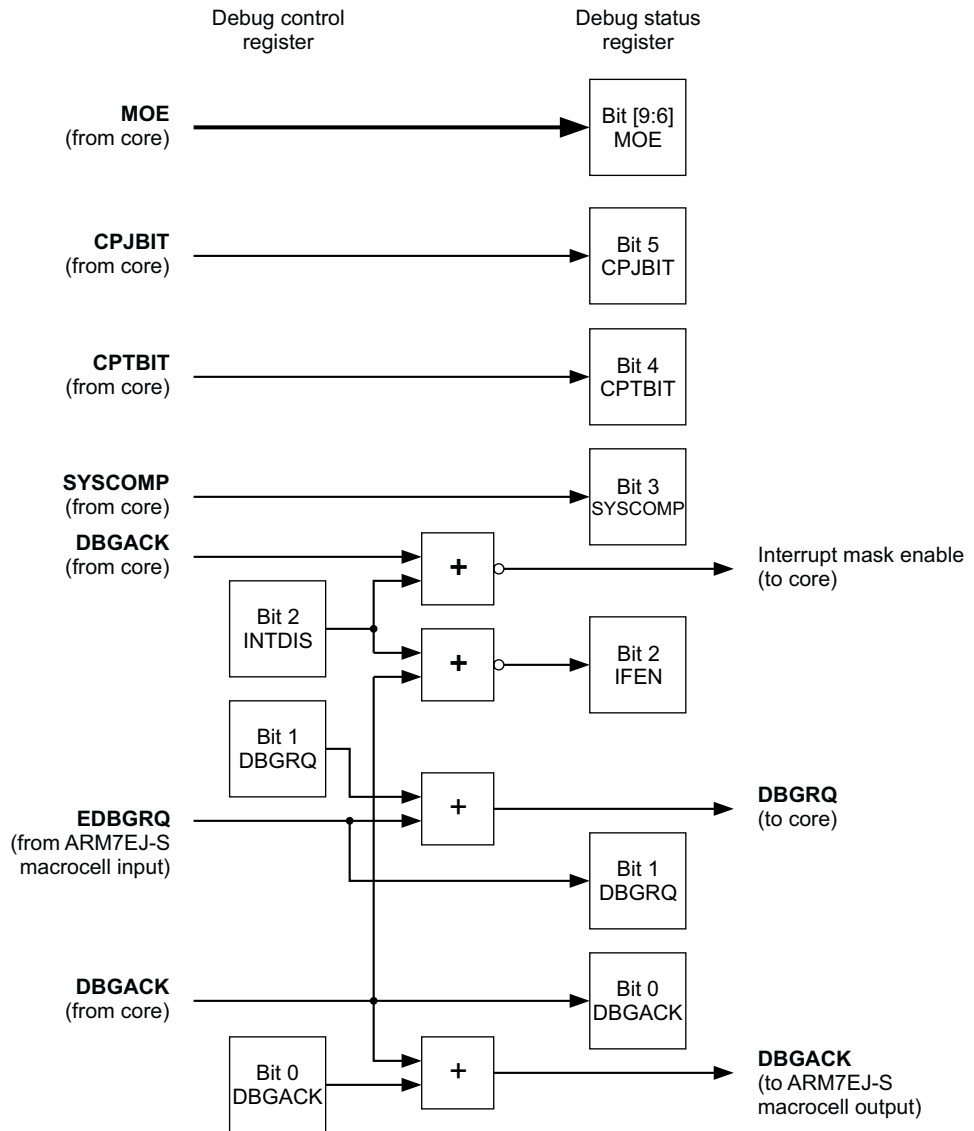 Debug control
register
Debug status
register
MOE
(from core)
Bit [9:6]
MOE
CPJBIT
(from core)
Bit 5
CPJBIT
CPTBIT
(from core)
Bit 4
CPTBIT
SYSCOMP
(from core)
Bit 3
SYSCOMP
DBGACK
(from core)
+
Interrupt mask enable
(to core)
Bit 2
INTDIS
+
Bit 2
IFEN
Bit 1
DBGRQ
+
DBGRQ
(to core)
EDBGRQ
(from ARM7EJ-S
macrocell input)
Bit 1
DBGRQ
DBGACK
(from core)
Bit 0
DBGACK
Bit 0
DBGACK
+
DBGACK
(to ARM7EJ-S
macrocell output)